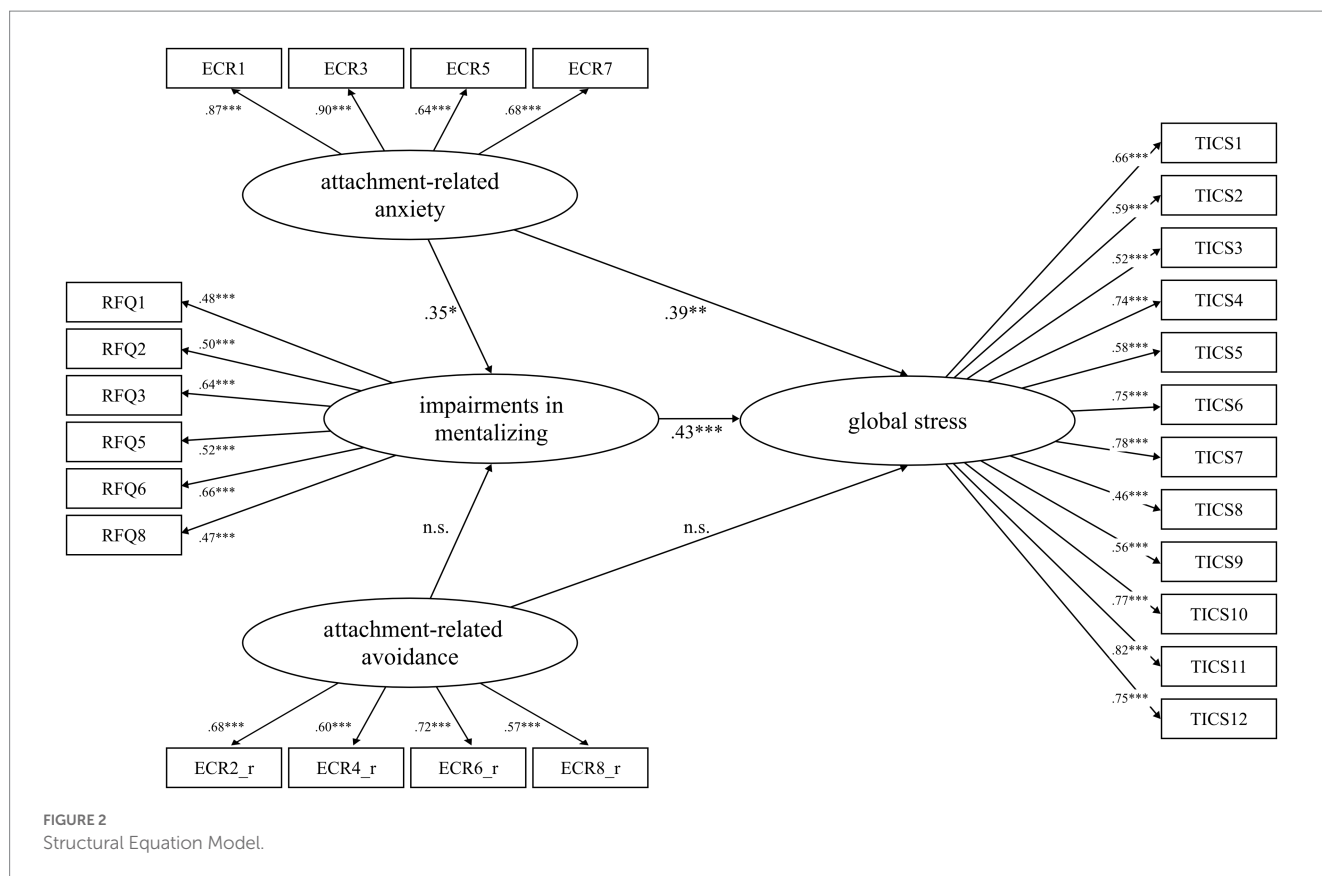 ECR1
ECR3
ECR5
ECR7
.87***
.90***
.64***
.68***
attachment-related
anxiety
.35*
.39**
RFQ1
RFQ2
RFQ3
RFQ5
RFQ6
RFQ8
.48***
.50***
.64***
.52***
.66***
.47***
impairments in
mentalizing
.43***
global stress
n.s.
n.s.
attachment-related
avoidance
.68***
.60***
.72***
.57***
ECR2_r
ECR4_r
ECR6_r
ECR8_r
.66***
.59***
.52***
.74***
.58***
.75***
.78***
.46***
.56***
.77***
.82***
.75***
TICS1
TICS2
TICS3
TICS4
TICS5
TICS6
TICS7
TICS8
TICS9
TICS10
TICS11
TICS12
FIGURE 2
Structural Equation Model.